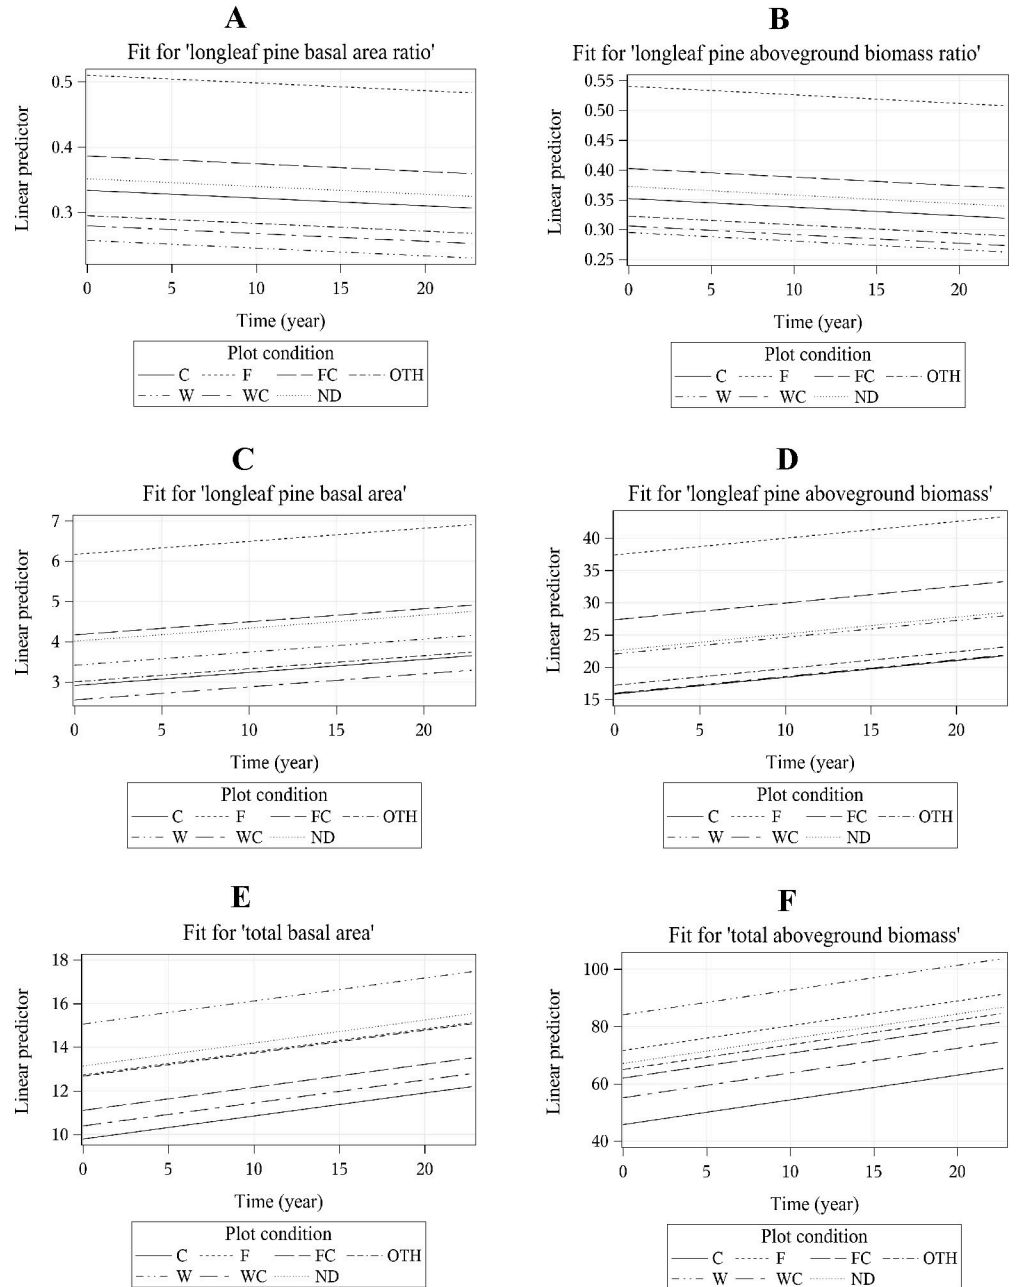 A
Fit for 'longleaf pine basal area ratio'
Linear predictor
0.5
0.4
0.3
0 5 10 15 20
Time (year)
Plot condition
C F FC OTH
W WC ND
B
Fit for 'longleaf pine aboveground biomass ratio'
Linear predictor
0.55
0.50
0.45
0.40
0.35
0.30
0.25
0 5 10 15 20
Time (year)
Plot condition
C F FC OTH
W WC ND
C
Fit for 'longleaf pine basal area'
Linear predictor
7
6
5
4
3
0 5 10 15 20
Time (year)
Plot condition
C F FC OTH
W WC ND
D
Fit for 'longleaf pine aboveground biomass'
Linear predictor
40
35
30
25
20
15
0 5 10 15 20
Time (year)
Plot condition
C F FC OTH
W WC ND
E
Fit for 'total basal area'
Linear predictor
18
16
14
12
10
0 5 10 15 20
Time (year)
Plot condition
C F FC OTH
W WC ND
F
Fit for 'total aboveground biomass'
Linear predictor
100
80
60
40
0 5 10 15 20
Time (year)
Plot condition
C F FC OTH
W WC ND